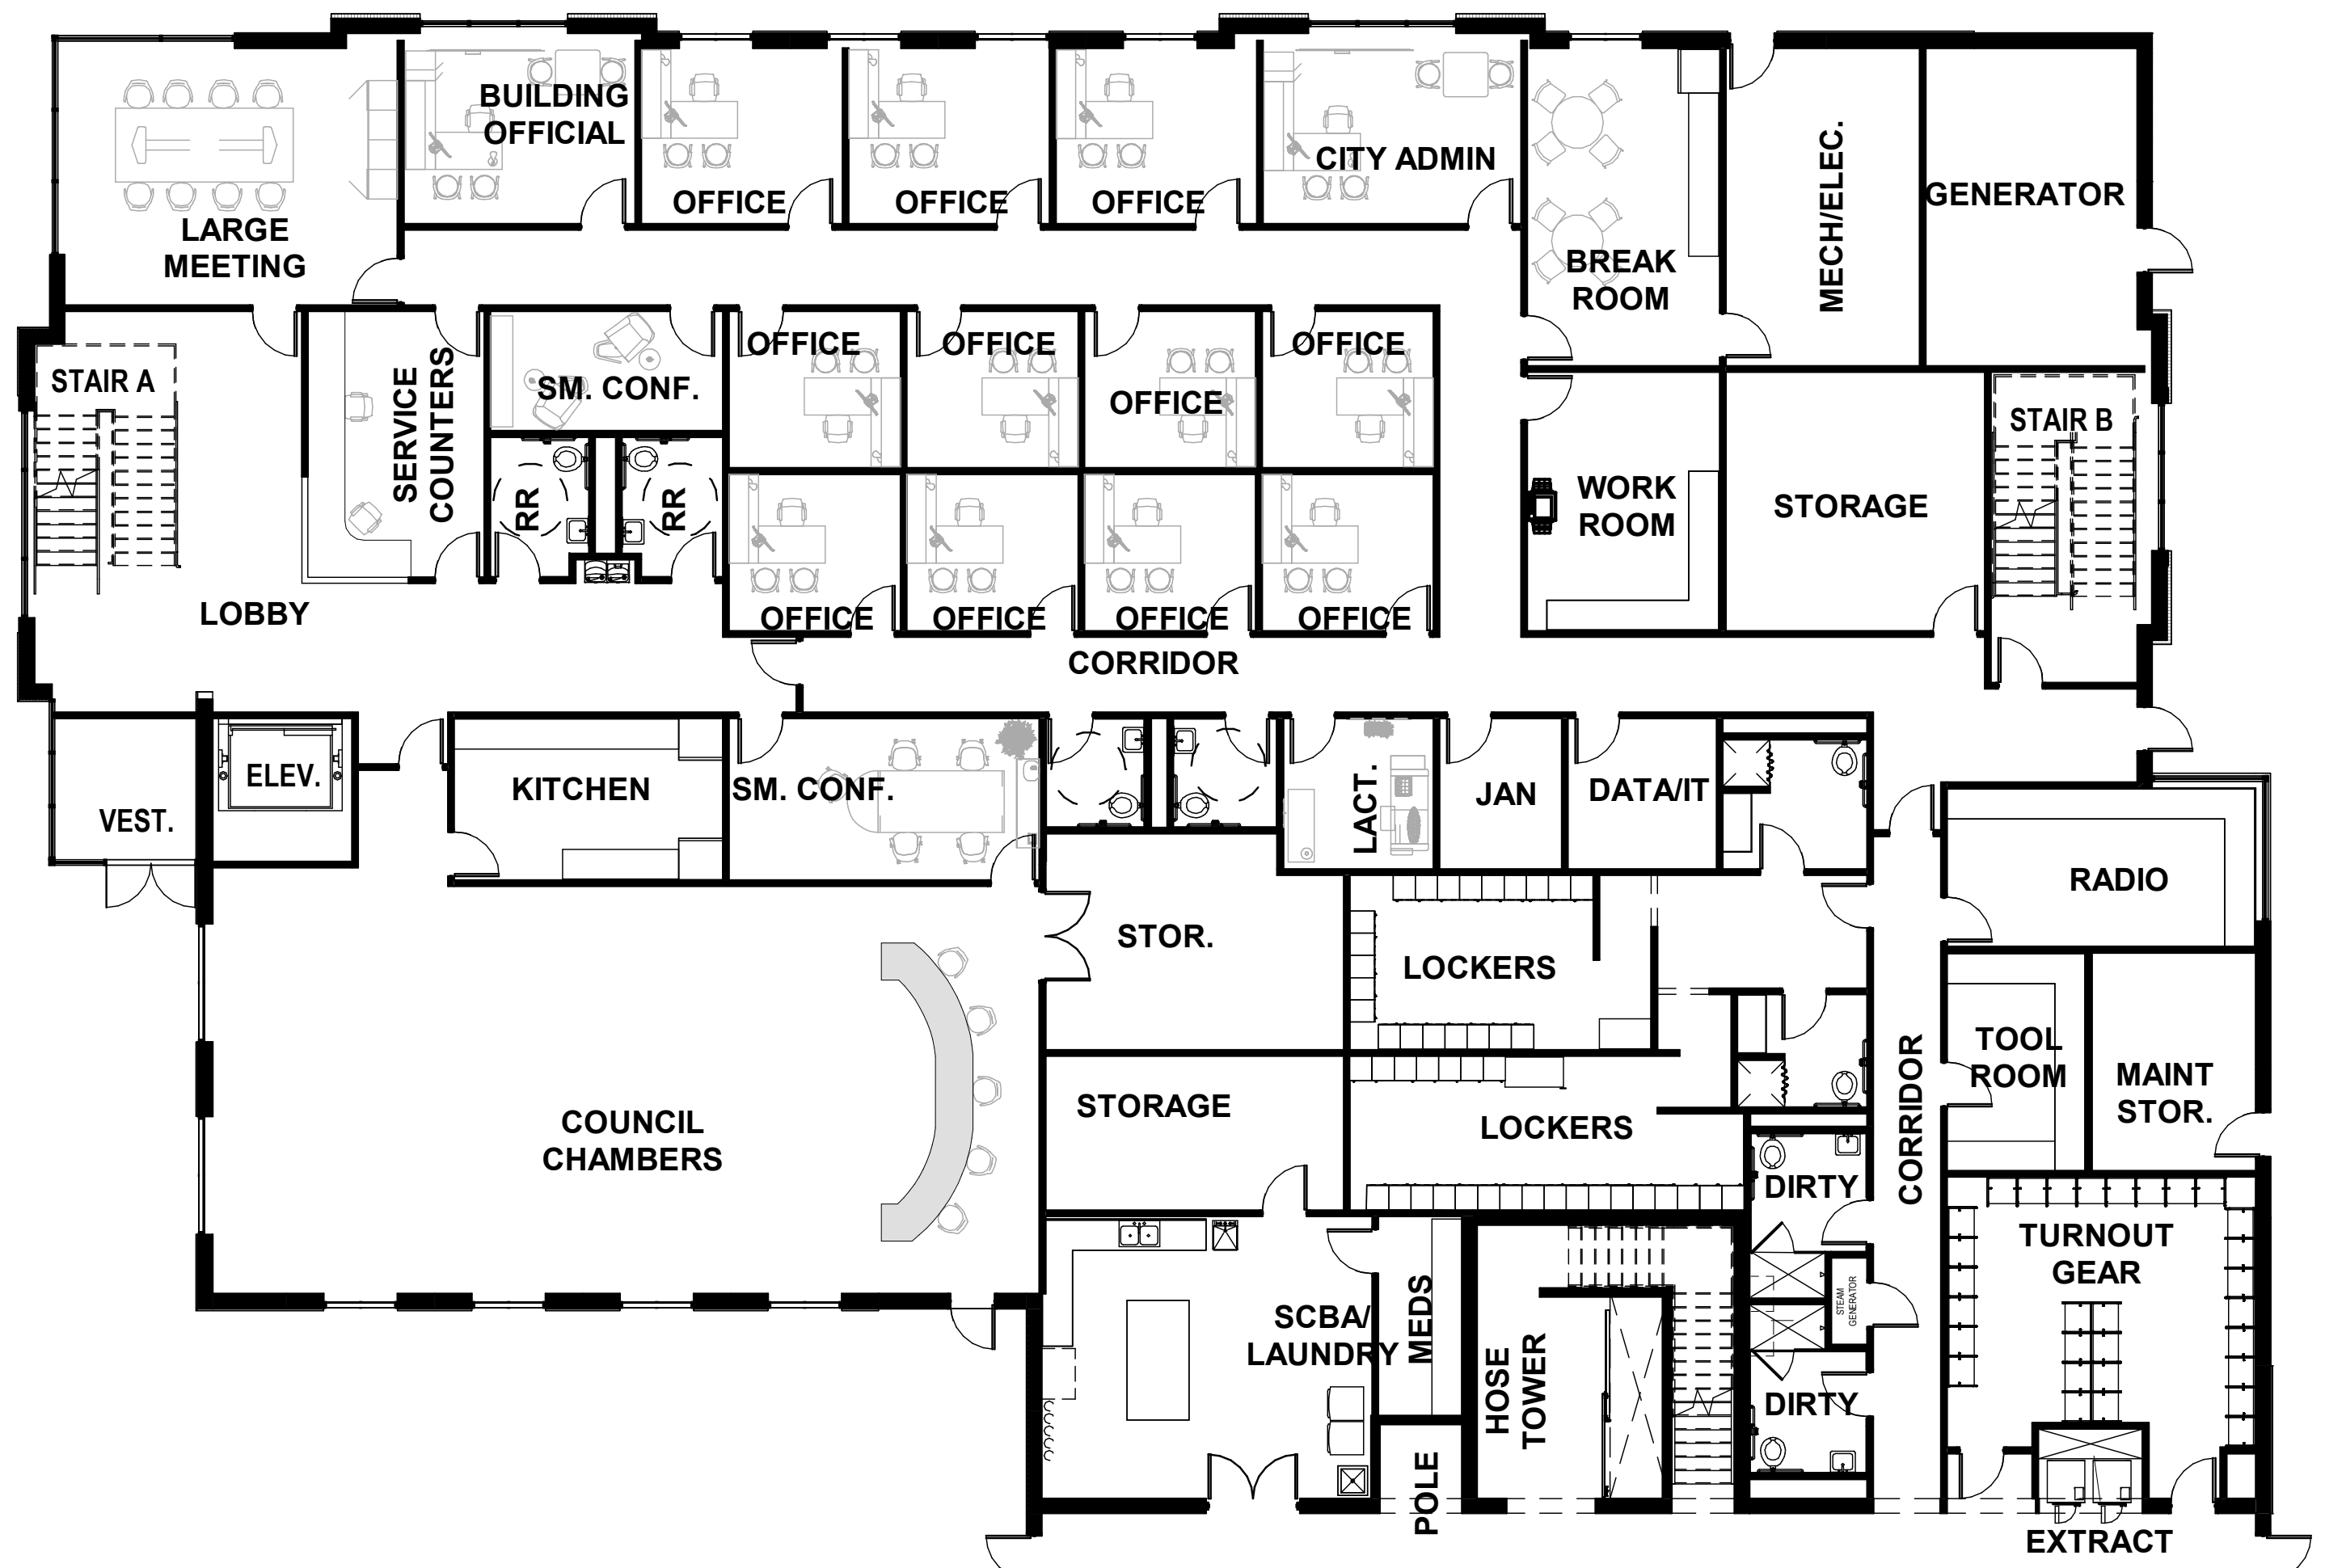 BUILDING
OFFICIAL
CITY ADMIN
OFFICE
OFFICE
OFFICE
LARGE
MEETING
BREAK
ROOM
MECH/ELEC.
GENERATOR
STAIR A
SERVICE
COUNTERS
SM. CONF.
OFFICE
OFFICE
OFFICE
OFFICE
RR
RR
WORK
ROOM
STORAGE
STAIR B
LOBBY
OFFICE
OFFICE
OFFICE
OFFICE
CORRIDOR
VEST.
ELEV.
KITCHEN
SM. CONF.
LACT.
JAN
DATA/IT
RADIO
STOR.
LOCKERS
TOOL
ROOM
MAINT
STOR.
CORRIDOR
COUNCIL
CHAMBERS
STORAGE
LOCKERS
DIRTY
TURNOUT
GEAR
STEAM
GENERATOR
SCBA/
LAUNDRY
MEDS
HOSE
TOWER
DIRTY
POLE
EXTRACT